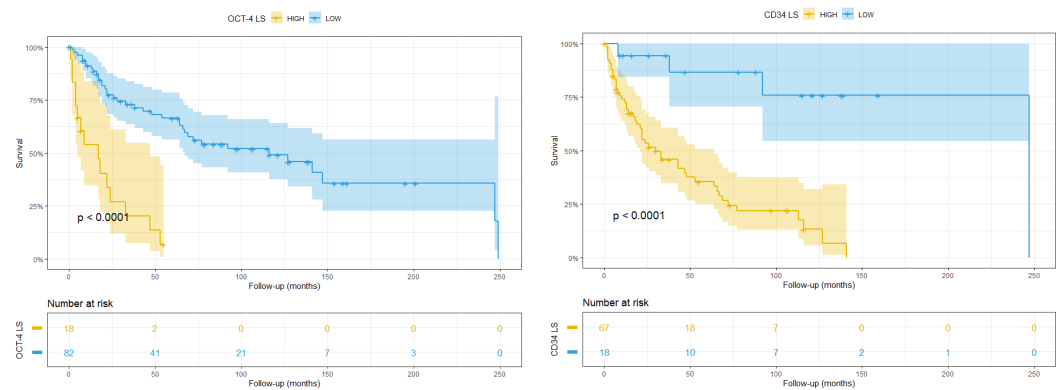 OCT-4 LS HIGH LOW
100%
75%
50%
25%
0%
Survival
p < 0.0001
0 50 100 150 200 250
Follow-up (months)
Number at risk
OCT-4 LS
18 2 0 0 0 0
82 41 21 7 3 0
0 50 100 150 200 250
Follow-up (months)
CD34 LS HIGH LOW
100%
75%
50%
25%
0%
Survival
p < 0.0001
0 50 100 150 200 250
Follow-up (months)
Number at risk
CD34 LS
67 18 7 0 0 0
18 10 7 2 1 0
0 50 100 150 200 250
Follow-up (months)